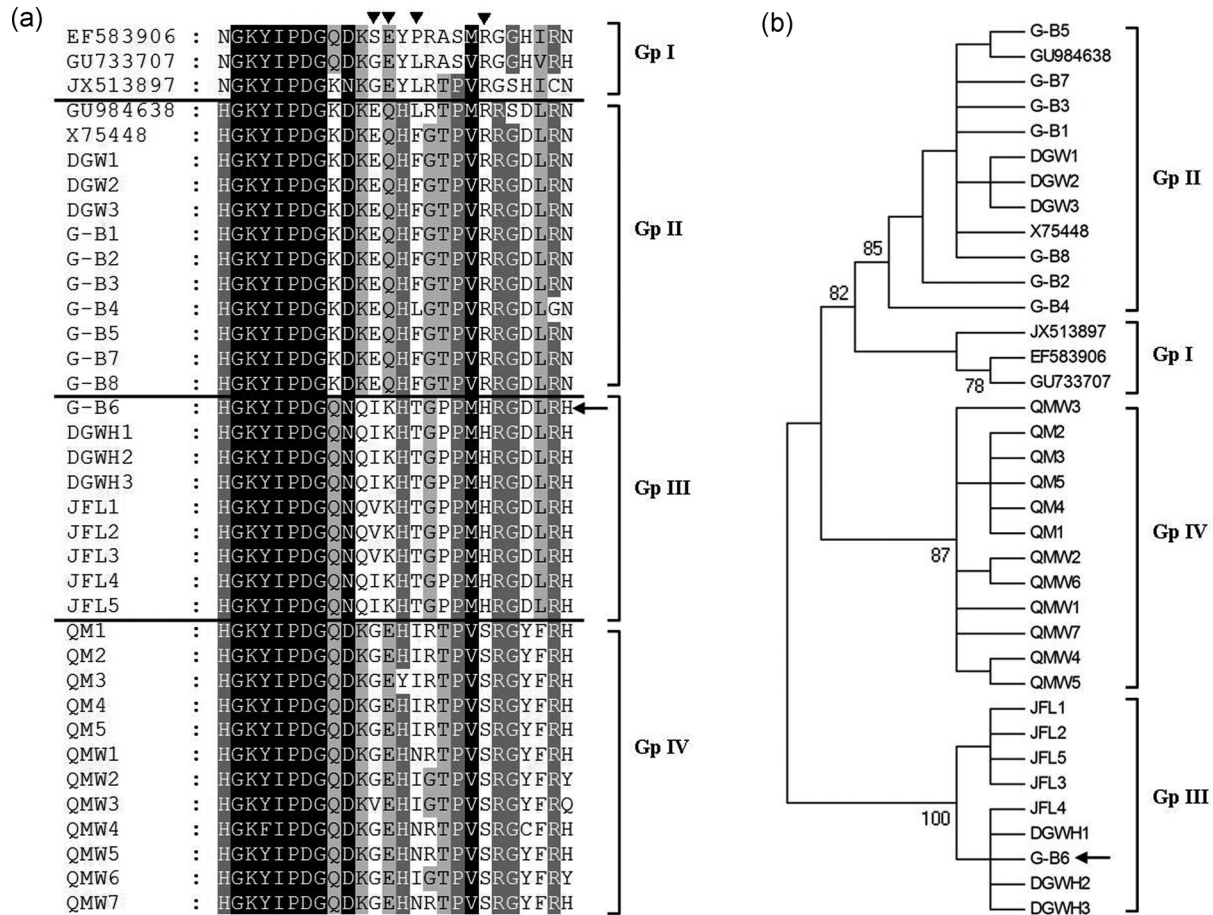 (a)
EF583906 : NGKYIPDGQDKSEYPRASMRGGHIRN
GU733707 : NGKYIPDGQDKGEYLRASVRGGHVRH
JX513897 : NGKYIPDGKNKGEYLRTPVRGSHICN
Gp I
GU984638 : HGKYIPDGKDKEQHLRTPMRRSDLRN
X75448 : HGKYIPDGKDKEQHFGTPVRRGDLRN
DGW1 : HGKYIPDGKDKEQHFGTPVRRGDLRN
DGW2 : HGKYIPDGKDKEQHFGTPVRRGDLRN
DGW3 : HGKYIPDGKDKEQHFGTPVRRGDLRN
G-B1 : HGKYIPDGKDKEQHFGTPVRRGDLRN
G-B2 : HGKYIPDGKDKEQHFGTPVRRGDLRN
G-B3 : HGKYIPDGKDKEQHFGTPVRRGDLRN
G-B4 : HGKYIPDGKDKEQHLGTPVRRGDLGN
G-B5 : HGKYIPDGKDKEQHFGTPVRRGDLRN
G-B7 : HGKYIPDGKDKEQHFGTPVRRGDLRN
G-B8 : HGKYIPDGKDKEQHFGTPVRRGDLRN
Gp II
G-B6 : HGKYIPDGQNQIKHTGPPMHRGDLRH
DGWH1 : HGKYIPDGQNQIKHTGPPMHRGDLRH
DGWH2 : HGKYIPDGQNQIKHTGPPMHRGDLRH
DGWH3 : HGKYIPDGQNQIKHTGPPMHRGDLRH
JFL1 : HGKYIPDGQNQVKHTGPPMHRGDLRH
JFL2 : HGKYIPDGQNQVKHTGPPMHRGDLRH
JFL3 : HGKYIPDGQNQVKHTGPPMHRGDLRH
JFL4 : HGKYIPDGQNQIKHTGPPMHRGDLRH
JFL5 : HGKYIPDGQNQIKHTGPPMHRGDLRH
Gp III
QM1 : HGKYIPDGQDKGEHIRTPVSRGYFRH
QM2 : HGKYIPDGQDKGEHIRTPVSRGYFRH
QM3 : HGKYIPDGQDKGEYIRTPVSRGYFRH
QM4 : HGKYIPDGQDKGEHIRTPVSRGYFRH
QM5 : HGKYIPDGQDKGEHIRTPVSRGYFRH
QMW1 : HGKYIPDGQDKGEHNRTPVSRGYFRH
QMW2 : HGKYIPDGQDKGEHIGTPVSRGYFRY
QMW3 : HGKYIPDGQDKVEHIGTPVSRGYFRQ
QMW4 : HGKFIPDGQDKGEHNRTPVSRGCFRH
QMW5 : HGKYIPDGQDKGEHNRTPVSRGYFRH
QMW6 : HGKYIPDGQDKGEHIGTPVSRGYFRY
QMW7 : HGKYIPDGQDKGEHNRTPVSRGYFRH
Gp IV
(b)
G-B5
GU984638
G-B7
G-B3
G-B1
DGW1
DGW2
DGW3
X75448
G-B8
G-B2
G-B4
Gp II
85
82
JX513897
EF583906
GU733707
Gp I
78
QMW3
QM2
QM3
QM5
QM4
QM1
QMW2
QMW6
QMW1
QMW7
QMW4
QMW5
Gp IV
87
JFL1
JFL2
JFL5
JFL3
JFL4
DGWH1
G-B6
DGWH2
DGWH3
Gp III
100